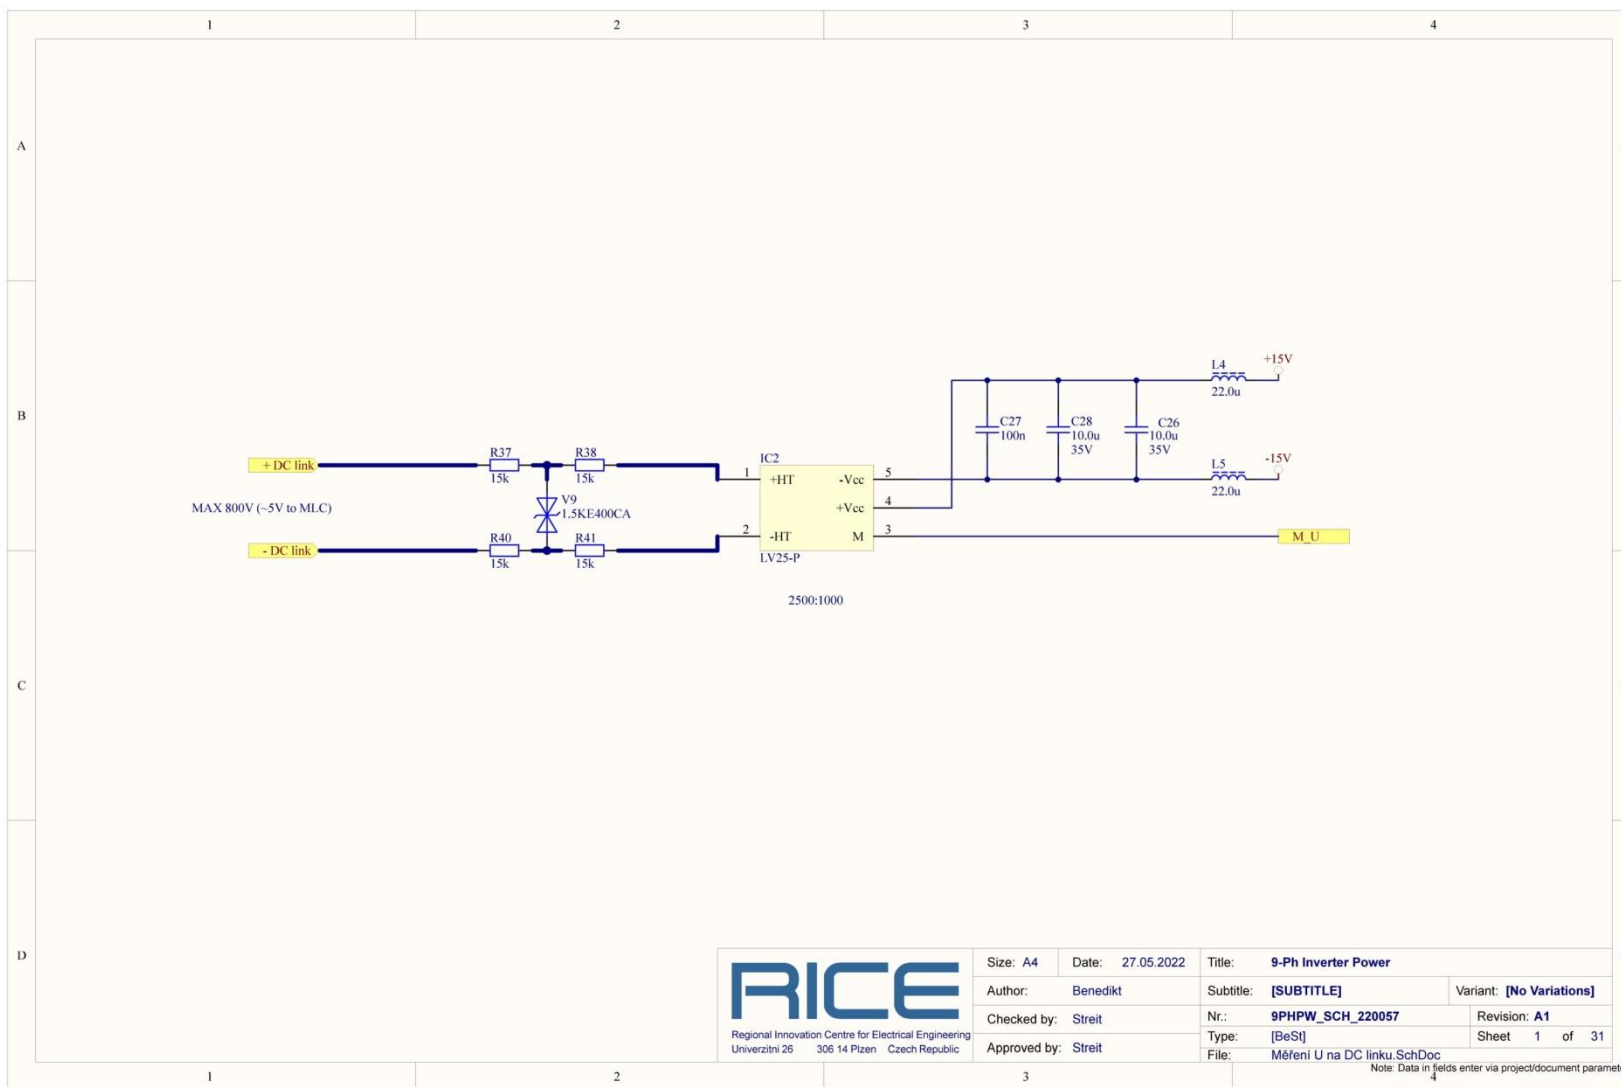 1 2 3 4
A
B
C
D
+ DC link
MAX 800V (~5V to MLC)
- DC link
R37
15k
R38
15k
V9
1.5KE400CA
R40
15k
R41
15k
IC2
1 +HT -Vcc 5
+Vcc 4
2 -HT M 3
LV25-P
2500:1000
C27
100n
C28
10.0u
35V
C26
10.0u
35V
L4
22.0u
+15V
L5
22.0u
-15V
M_U
RICE
Regional Innovation Centre for Electrical Engineering
Univerzitni 26 306 14 Plzen Czech Republic
Size: A4 Date: 27.05.2022 Title: 9-Ph Inverter Power
Author: Benedikt Subtitle: [SUBTITLE] Variant: [No Variations]
Checked by: Streit Nr.: 9PHPW_SCH_220057 Revision: A1
Approved by: Streit Type: [BeSt] Sheet 1 of 31
File: Měření U na DC linku.SchDoc
Note: Data in fields enter via project/document
1 2 3 4